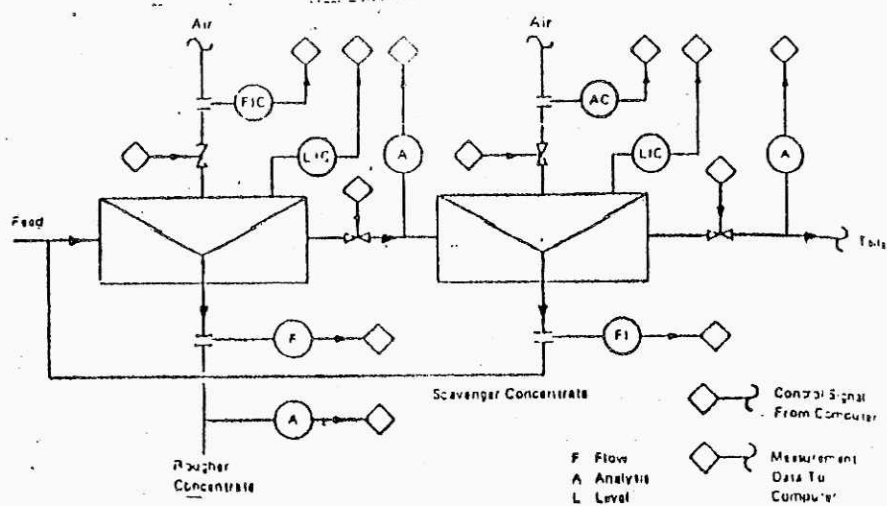 Air
Air
FIC
AC
LIC
LIC
A
A
Feed
Tails
F
FI
Scavenger Concentrate
Control Signal
From Computer
A
Rougher
Concentrate
F Flow
A Analysis
L Level
Measurement
Data To
Computer